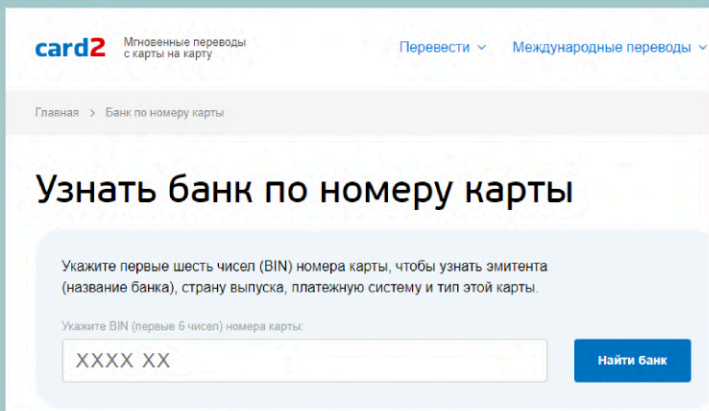 card2 Мгновенные переводы
с карты на карту
Перевести Международные переводы
Главная > Банк по номеру карты
Узнать банк по номеру карты
Укажите первые шесть чисел (BIN) номера карты, чтобы узнать эмитента
(название банка), страну выпуска, платежную систему и тип этой карты.
Укажите BIN (первые 6 чисел) номера карты:
XXXX XX
Найти банк